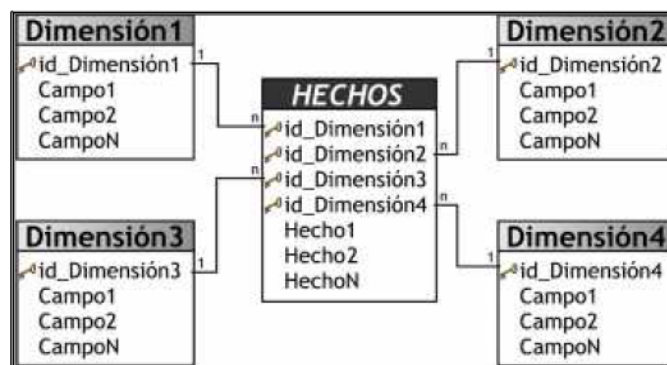 Dimensión1
id_Dimensión1
Campo1
Campo2
CampoN
1
n
HECHOS
id_Dimensión1
id_Dimensión2
id_Dimensión3
id_Dimensión4
Hecho1
Hecho2
HechoN
n
n
n
Dimensión2
1
id_Dimensión2
Campo1
Campo2
CampoN
Dimensión3
id_Dimensión3
1
Campo1
Campo2
CampoN
Dimensión4
1
id_Dimensión4
Campo1
Campo2
CampoN